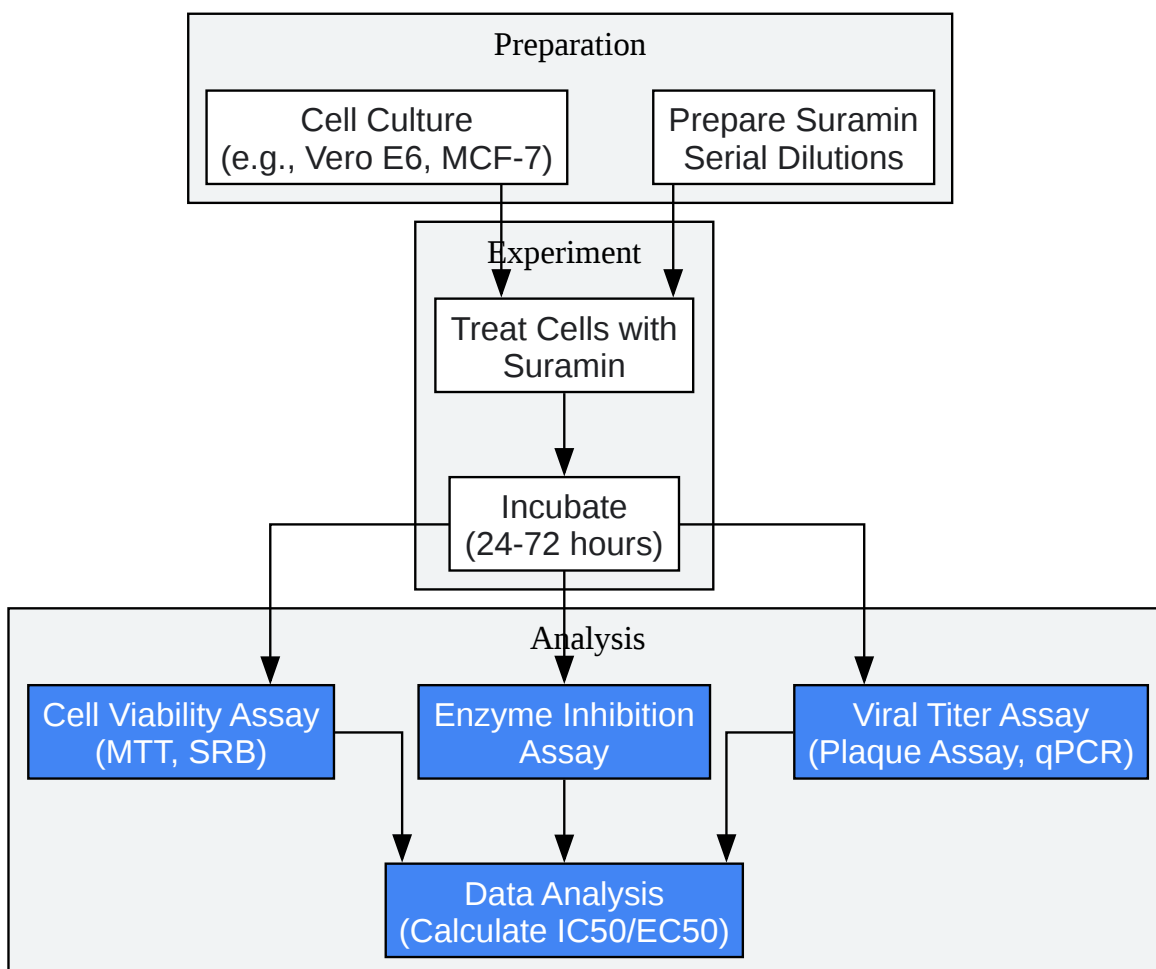 Preparation
Cell Culture
(e.g., Vero E6, MCF-7)
Prepare Suramin
Serial Dilutions
Experiment
Treat Cells with
Suramin
Incubate
(24-72 hours)
Analysis
Cell Viability Assay
(MTT, SRB)
Enzyme Inhibition
Assay
Viral Titer Assay
(Plaque Assay, qPCR)
Data Analysis
(Calculate IC50/EC50)